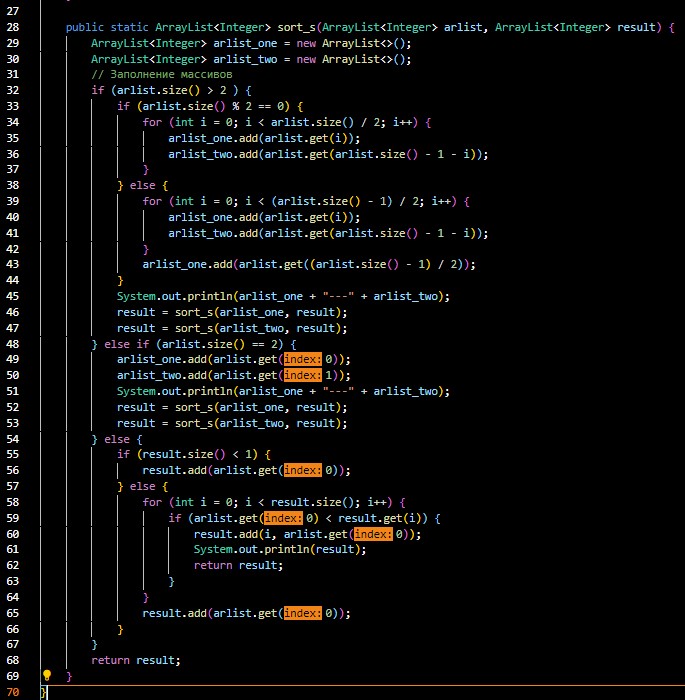 27
28 public static ArrayList<Integer> sort_s(ArrayList<Integer> arlist, ArrayList<Integer> result) {
29 ArrayList<Integer> arlist_one = new ArrayList<>();
30 ArrayList<Integer> arlist_two = new ArrayList<>();
31 // Заполнение массивов
32 if (arlist.size() > 2 ) {
33 if (arlist.size() % 2 == 0) {
34 for (int i = 0; i < arlist.size() / 2; i++) {
35 arlist_one.add(arlist.get(i));
36 arlist_two.add(arlist.get(arlist.size() - 1 - i));
37 }
38 } else {
39 for (int i = 0; i < (arlist.size() - 1) / 2; i++) {
40 arlist_one.add(arlist.get(i));
41 arlist_two.add(arlist.get(arlist.size() - 1 - i));
42 }
43 arlist_one.add(arlist.get((arlist.size() - 1) / 2));
44 }
45 System.out.println(arlist_one + "---" + arlist_two);
46 result = sort_s(arlist_one, result);
47 result = sort_s(arlist_two, result);
48 } else if (arlist.size() == 2) {
49 arlist_one.add(arlist.get(index: 0));
50 arlist_two.add(arlist.get(index: 1));
51 System.out.println(arlist_one + "---" + arlist_two);
52 result = sort_s(arlist_one, result);
53 result = sort_s(arlist_two, result);
54 } else {
55 if (result.size() < 1) {
56 result.add(arlist.get(index: 0));
57 } else {
58 for (int i = 0; i < result.size(); i++) {
59 if (arlist.get(index: 0) < result.get(i)) {
60 result.add(i, arlist.get(index: 0));
61 System.out.println(result);
62 return result;
63 }
64 }
65 result.add(arlist.get(index: 0));
66 }
67 }
68 return result;
69 }
70 }